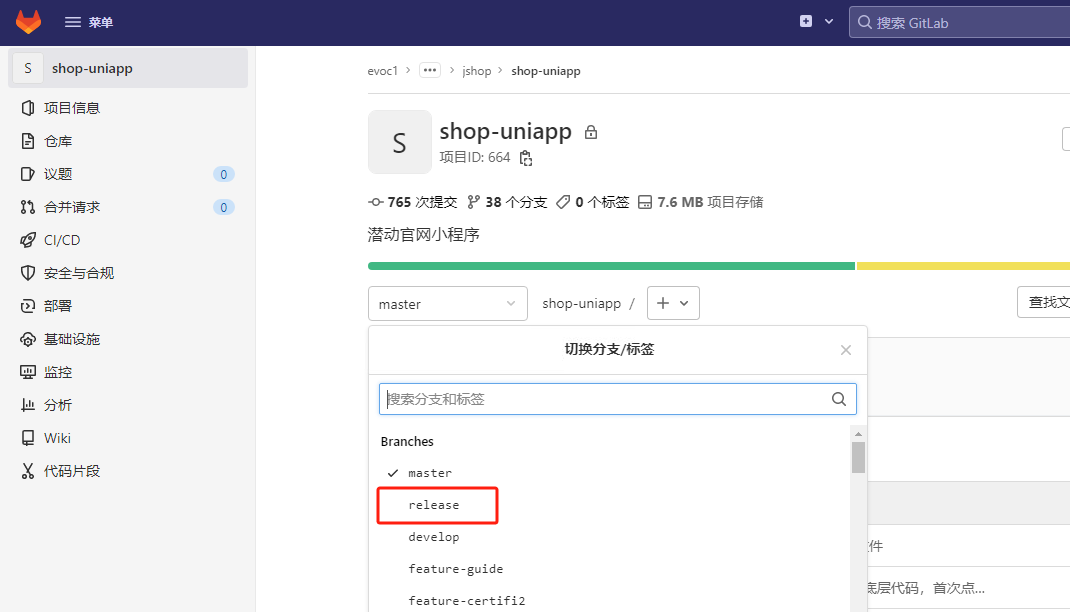 菜单
搜索 GitLab
S shop-uniapp
项目信息
仓库
议题 0
合并请求 0
CI/CD
安全与合规
部署
基础设施
监控
分析
Wiki
代码片段
evoc1 > ··· > jshop > shop-uniapp
S
shop-uniapp
项目ID: 664
765 次提交 38 个分支 0 个标签 7.6 MB 项目存储
潜动官网小程序
master
shop-uniapp /
查找文
切换分支/标签
搜索分支和标签
Branches
master
release
develop
feature-guide
feature-certifi2
件
底层代码，首次点...